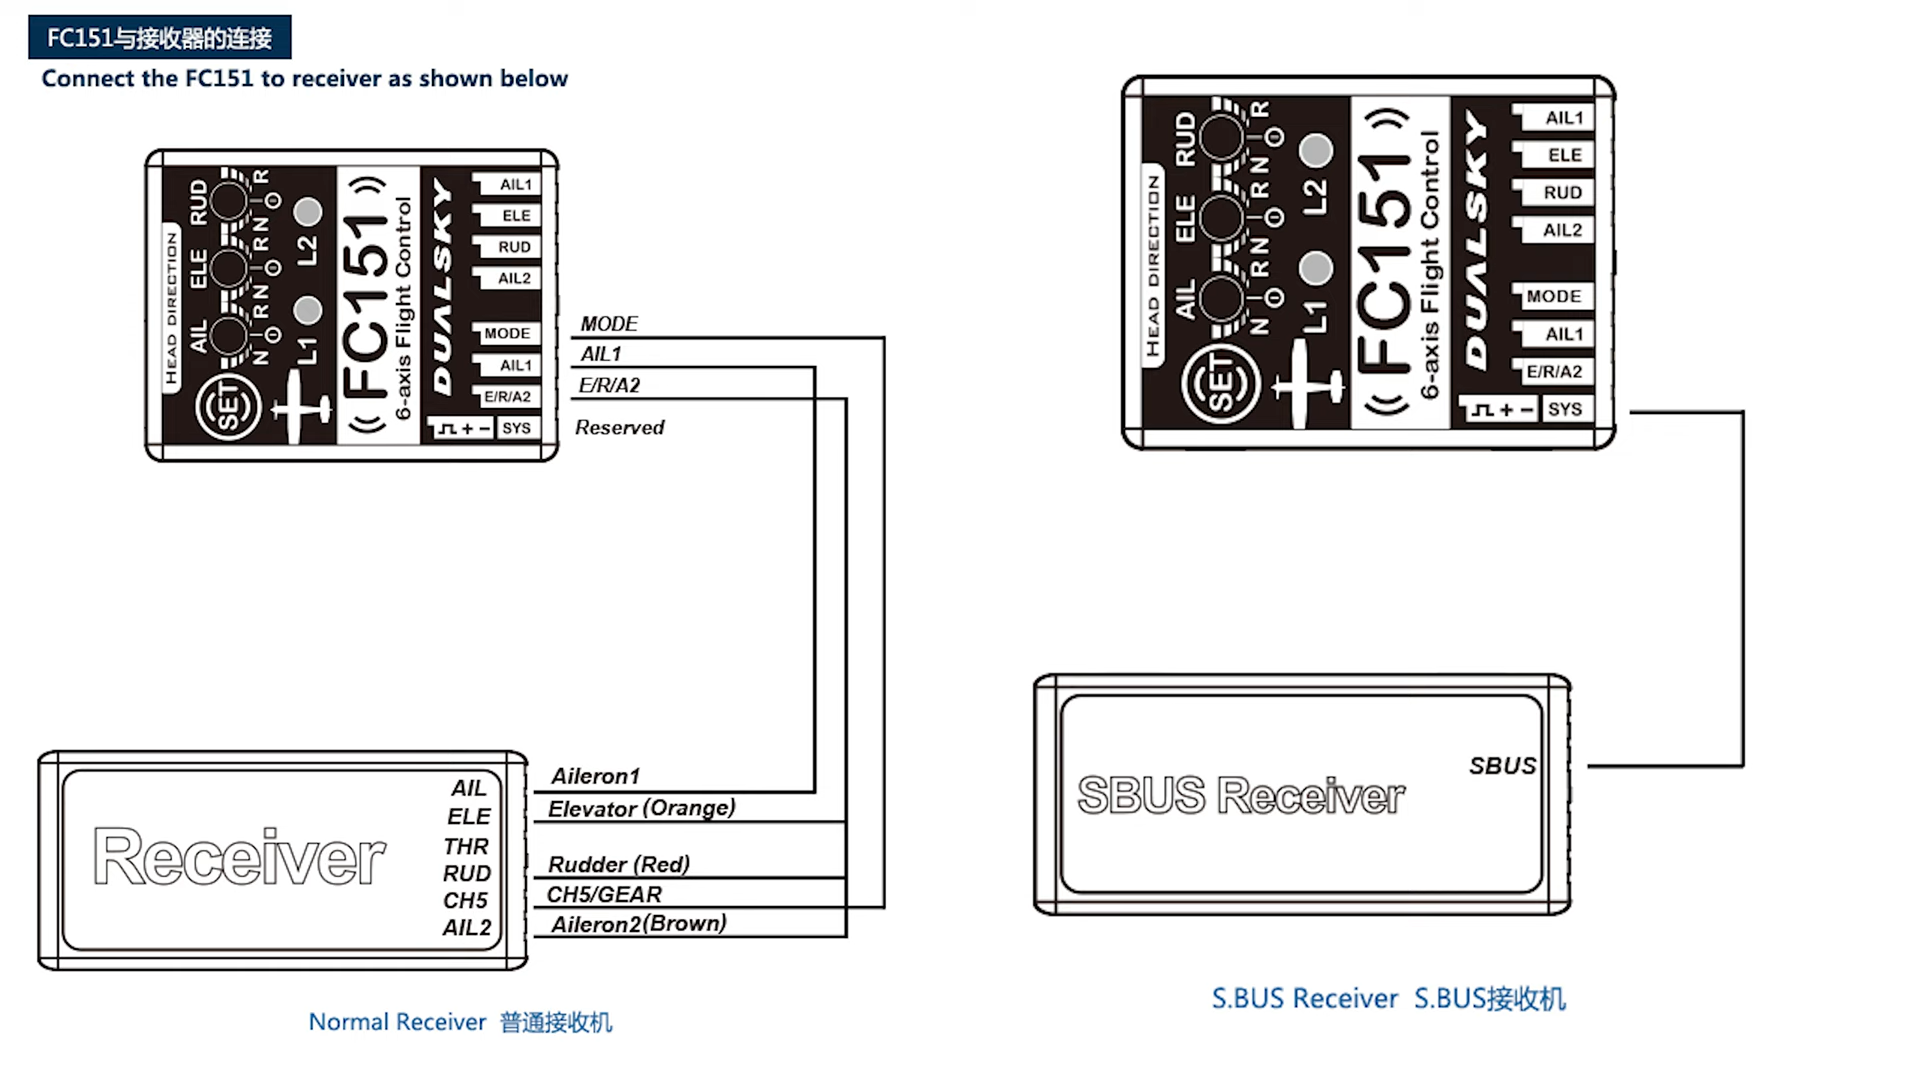 FC151与接收器的连接
Connect the FC151 to receiver as shown below
HEAD DIRECTION
RUD
ELE
AIL
R
N
R
N
R
N
L2
L1
SET
FC151
6-axis Flight Control
DUALSKY
AIL1
ELE
RUD
AIL2
MODE
AIL1
E/R/A2
+ − SYS
MODE
AIL1
E/R/A2
Reserved
Receiver
AIL
ELE
THR
RUD
CH5
AIL2
Aileron1
Elevator (Orange)
Rudder (Red)
CH5/GEAR
Aileron2(Brown)
Normal Receiver 普通接收机
HEAD DIRECTION
RUD
ELE
AIL
R
N
R
N
R
N
L2
L1
SET
FC151
6-axis Flight Control
DUALSKY
AIL1
ELE
RUD
AIL2
MODE
AIL1
E/R/A2
+ − SYS
SBUS Receiver
SBUS
S.BUS Receiver S.BUS接收机